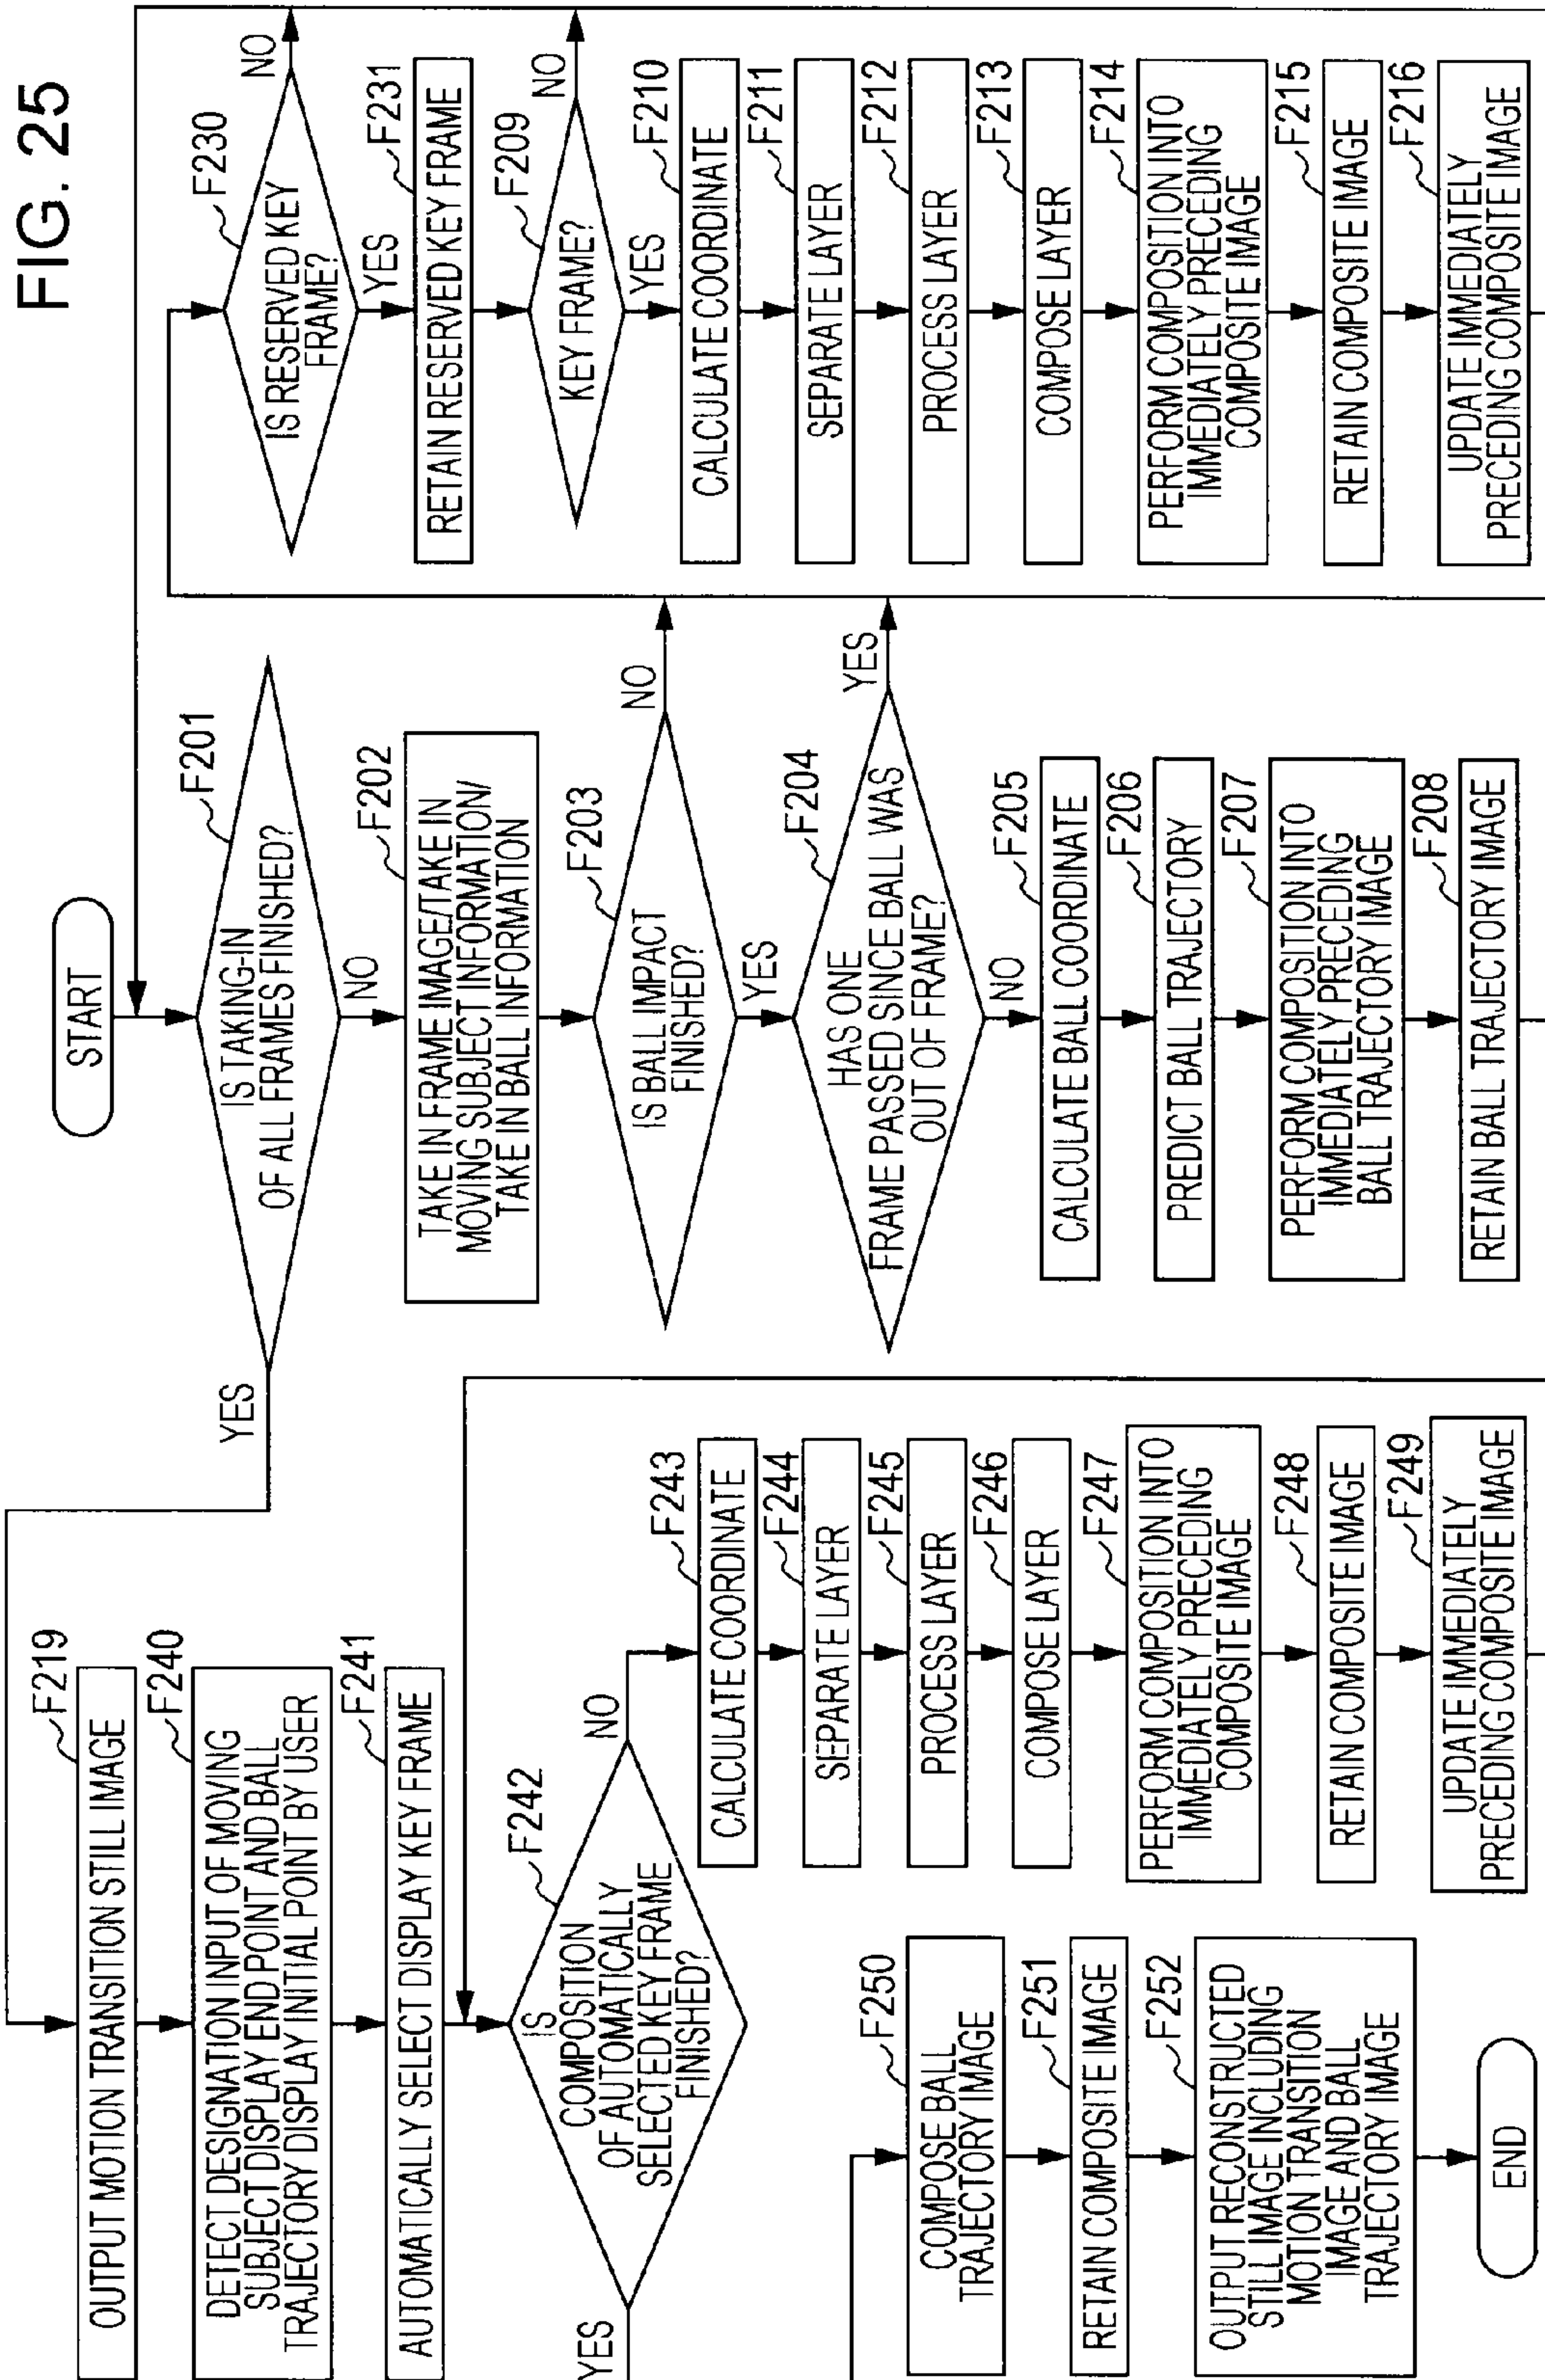 FIG. 25
START
F201
IS TAKING-IN
OF ALL FRAMES FINISHED?
YES
NO
F202
TAKE IN FRAME IMAGE/TAKE IN
MOVING SUBJECT INFORMATION/
TAKE IN BALL INFORMATION
F203
IS BALL IMPACT
FINISHED?
NO
YES
F204
HAS ONE
FRAME PASSED SINCE BALL WAS
OUT OF FRAME?
YES
NO
F205
CALCULATE BALL COORDINATE
F206
PREDICT BALL TRAJECTORY
F207
PERFORM COMPOSITION INTO
IMMEDIATELY PRECEDING
BALL TRAJECTORY IMAGE
F208
RETAIN BALL TRAJECTORY IMAGE
F230
IS RESERVED KEY
FRAME?
NO
YES
F231
RETAIN RESERVED KEY FRAME
F209
KEY FRAME?
NO
YES
F210
CALCULATE COORDINATE
F211
SEPARATE LAYER
F212
PROCESS LAYER
F213
COMPOSE LAYER
F214
PERFORM COMPOSITION INTO
IMMEDIATELY PRECEDING
COMPOSITE IMAGE
F215
RETAIN COMPOSITE IMAGE
F216
UPDATE IMMEDIATELY
PRECEDING COMPOSITE IMAGE
F219
OUTPUT MOTION TRANSITION STILL IMAGE
F240
DETECT DESIGNATION INPUT OF MOVING
SUBJECT DISPLAY END POINT AND BALL
TRAJECTORY DISPLAY INITIAL POINT BY USER
F241
AUTOMATICALLY SELECT DISPLAY KEY FRAME
F242
IS
COMPOSITION
OF AUTOMATICALLY
SELECTED KEY FRAME
FINISHED?
YES
NO
F243
CALCULATE COORDINATE
F244
SEPARATE LAYER
F245
PROCESS LAYER
F246
COMPOSE LAYER
F247
PERFORM COMPOSITION INTO
IMMEDIATELY PRECEDING
COMPOSITE IMAGE
F248
RETAIN COMPOSITE IMAGE
F249
UPDATE IMMEDIATELY
PRECEDING COMPOSITE IMAGE
F250
COMPOSE BALL
TRAJECTORY IMAGE
F251
RETAIN COMPOSITE IMAGE
F252
OUTPUT RECONSTRUCTED
STILL IMAGE INCLUDING
MOTION TRANSITION
IMAGE AND BALL
TRAJECTORY IMAGE
END